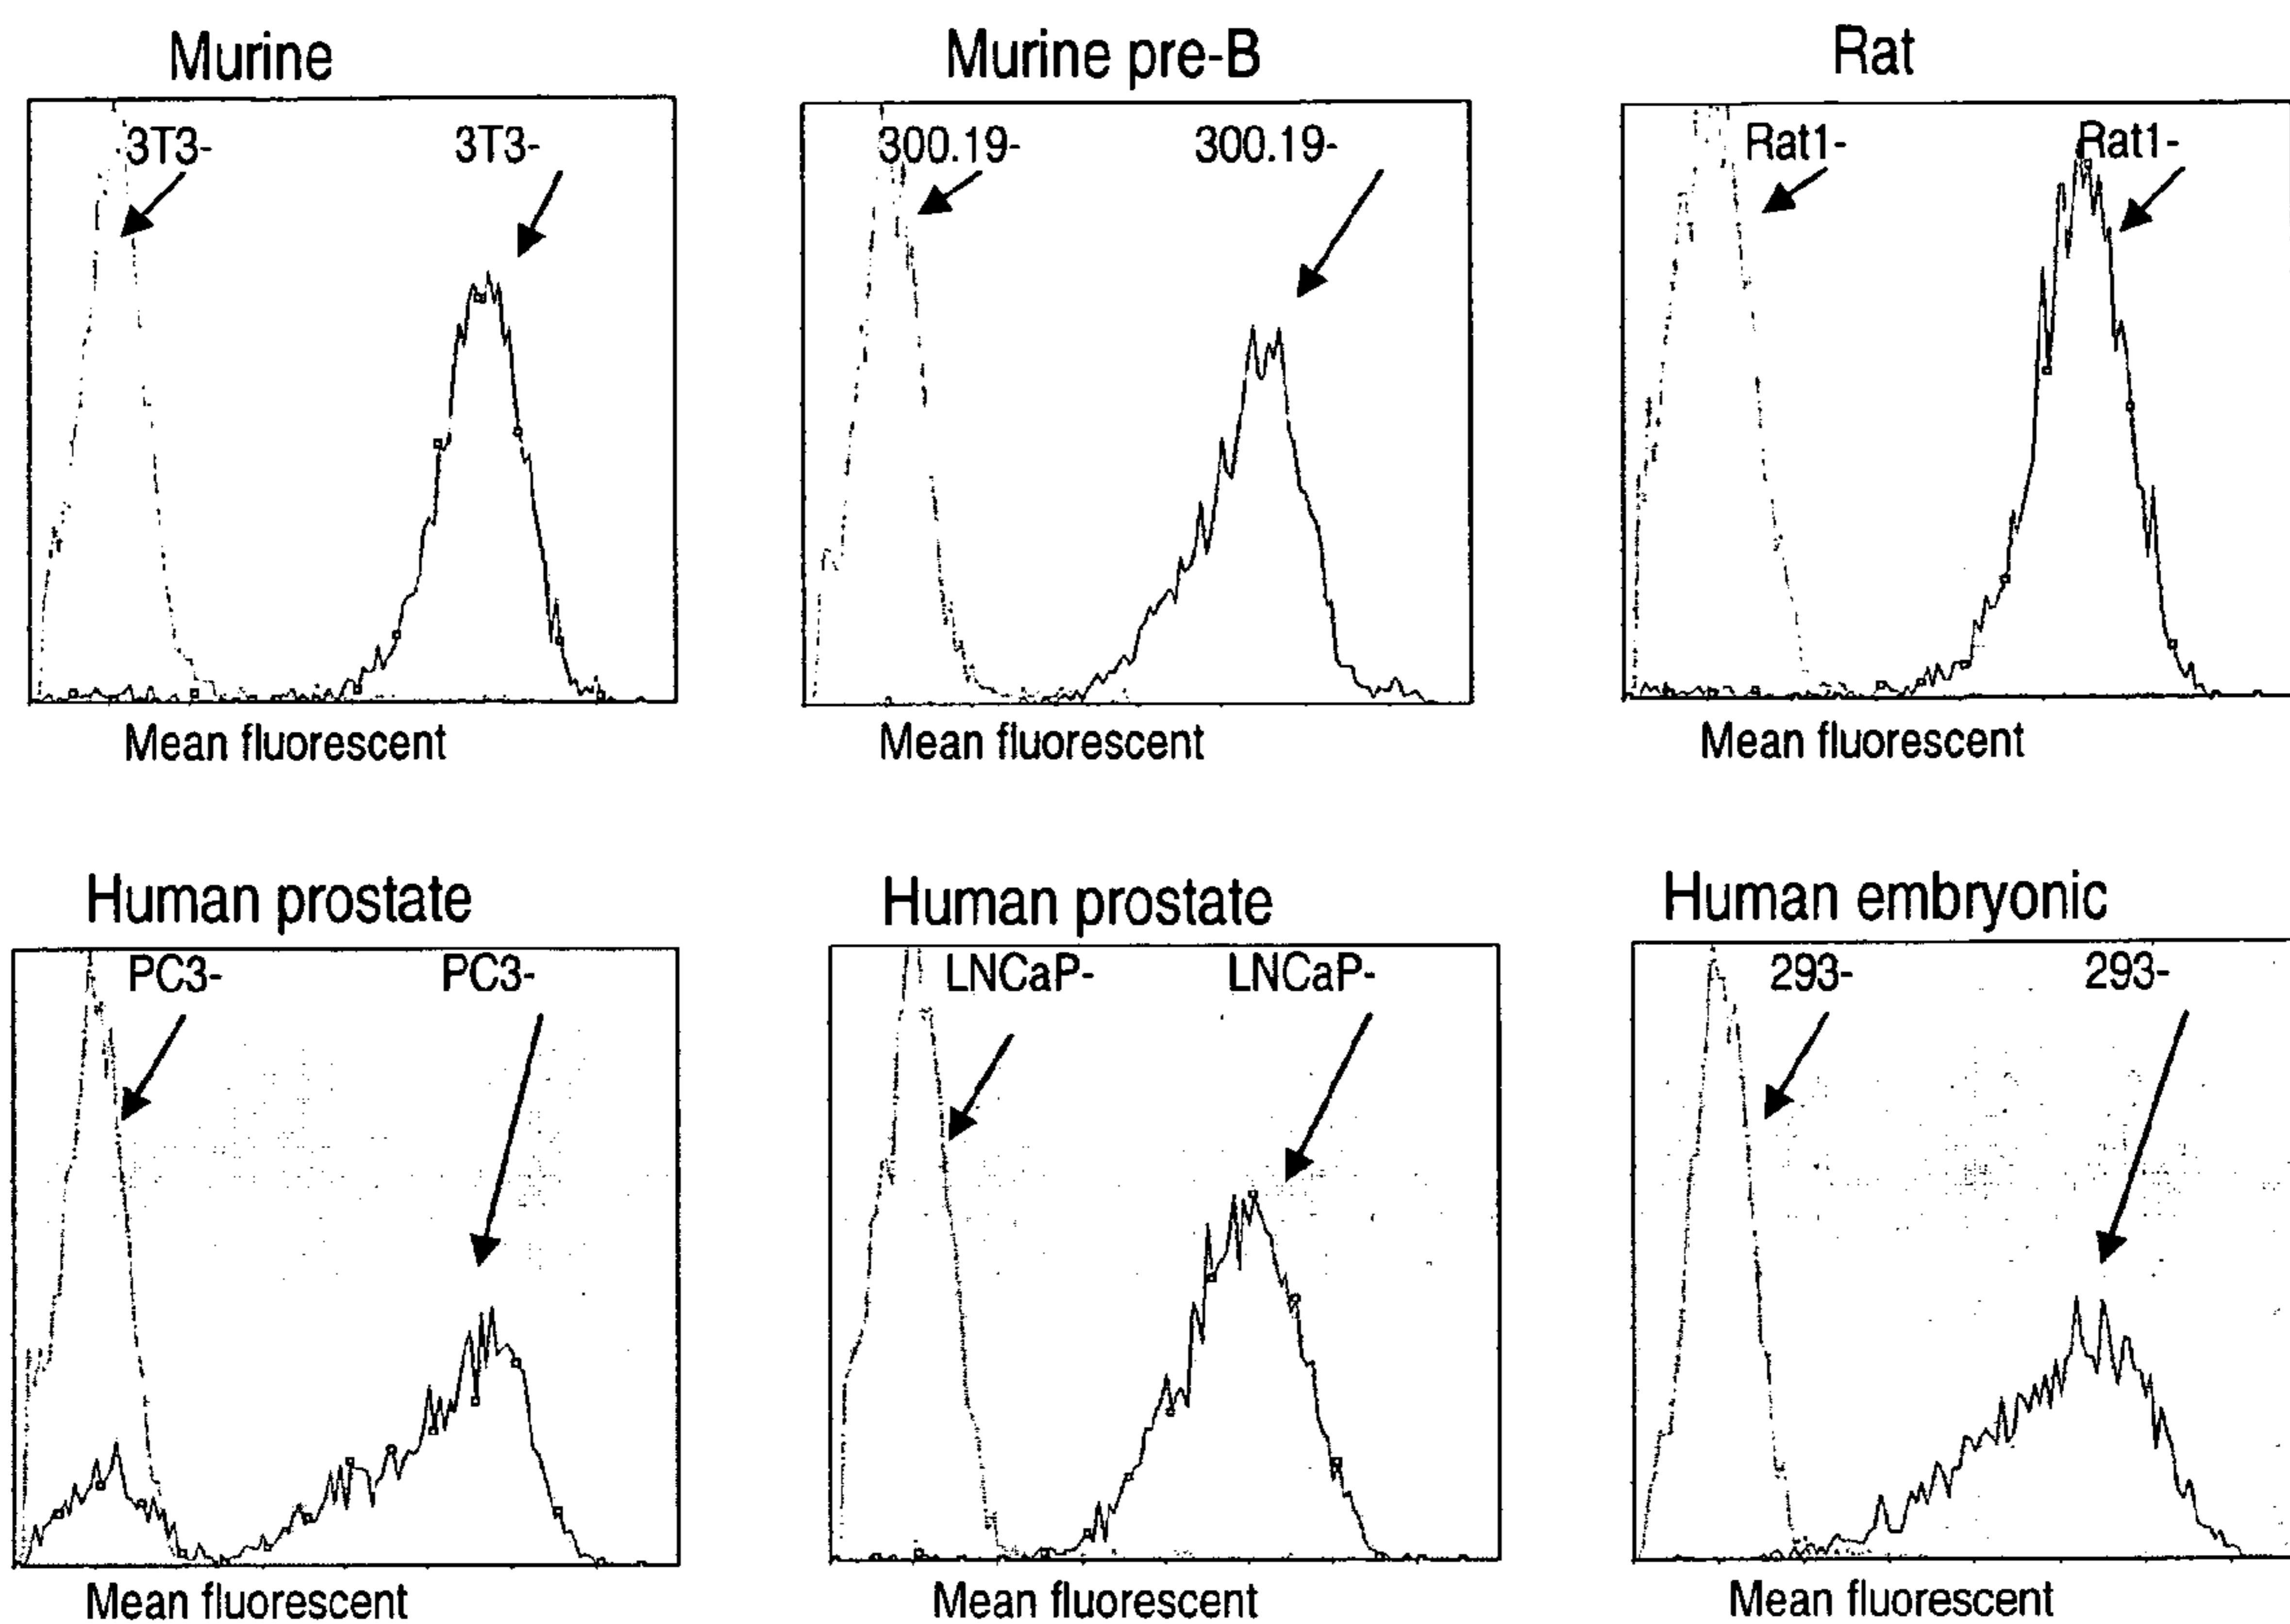 Murine
Murine pre-B
Rat
3T3-
3T3-
300.19-
300.19-
Rat1-
Rat1-
Mean fluorescent
Mean fluorescent
Mean fluorescent
Human prostate
Human prostate
Human embryonic
PC3-
PC3-
LNCaP-
LNCaP-
293-
293-
Mean fluorescent
Mean fluorescent
Mean fluorescent